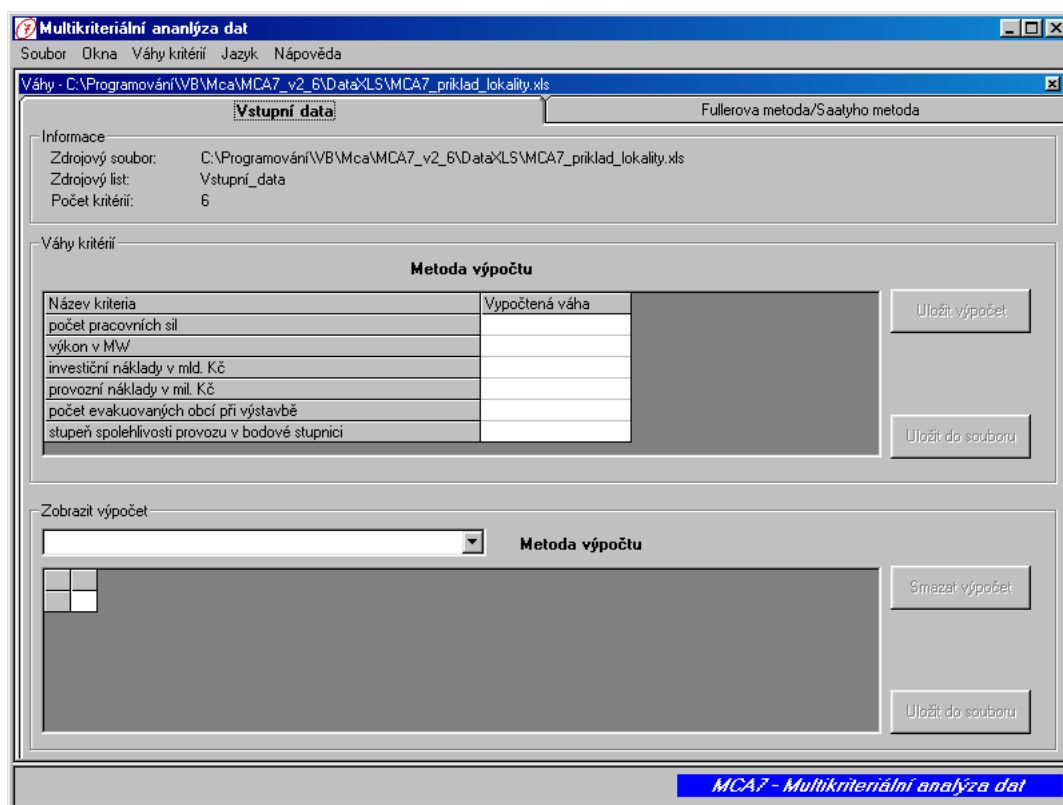 Multikriteriální ananlýza dat
Soubor Okna Váhy kritérií Jazyk Nápověda
Váhy - C:\Programování\VB\Mca\MCA7_v2_6\DataXLS\MCA7_priklad_lokality.xls
Vstupní data Fullerova metoda/Saatyho metoda
Informace
Zdrojový soubor: C:\Programování\VB\Mca\MCA7_v2_6\DataXLS\MCA7_priklad_lokality.xls
Zdrojový list: Vstupní_data
Počet kritérií: 6
Váhy kritérií
Metoda výpočtu
Název kriteria Vypočtená váha
Uložit výpočet
počet pracovních sil
výkon v MW
investiční náklady v mld. Kč
provozní náklady v mil. Kč
počet evakuovaných obcí při výstavbě
stupeň spolehlivosti provozu v bodové stupnici
Uložit do souboru
Zobrazit výpočet
Metoda výpočtu
Smazat výpočet
Uložit do souboru
MCA7 - Multikriteriální analýza dat